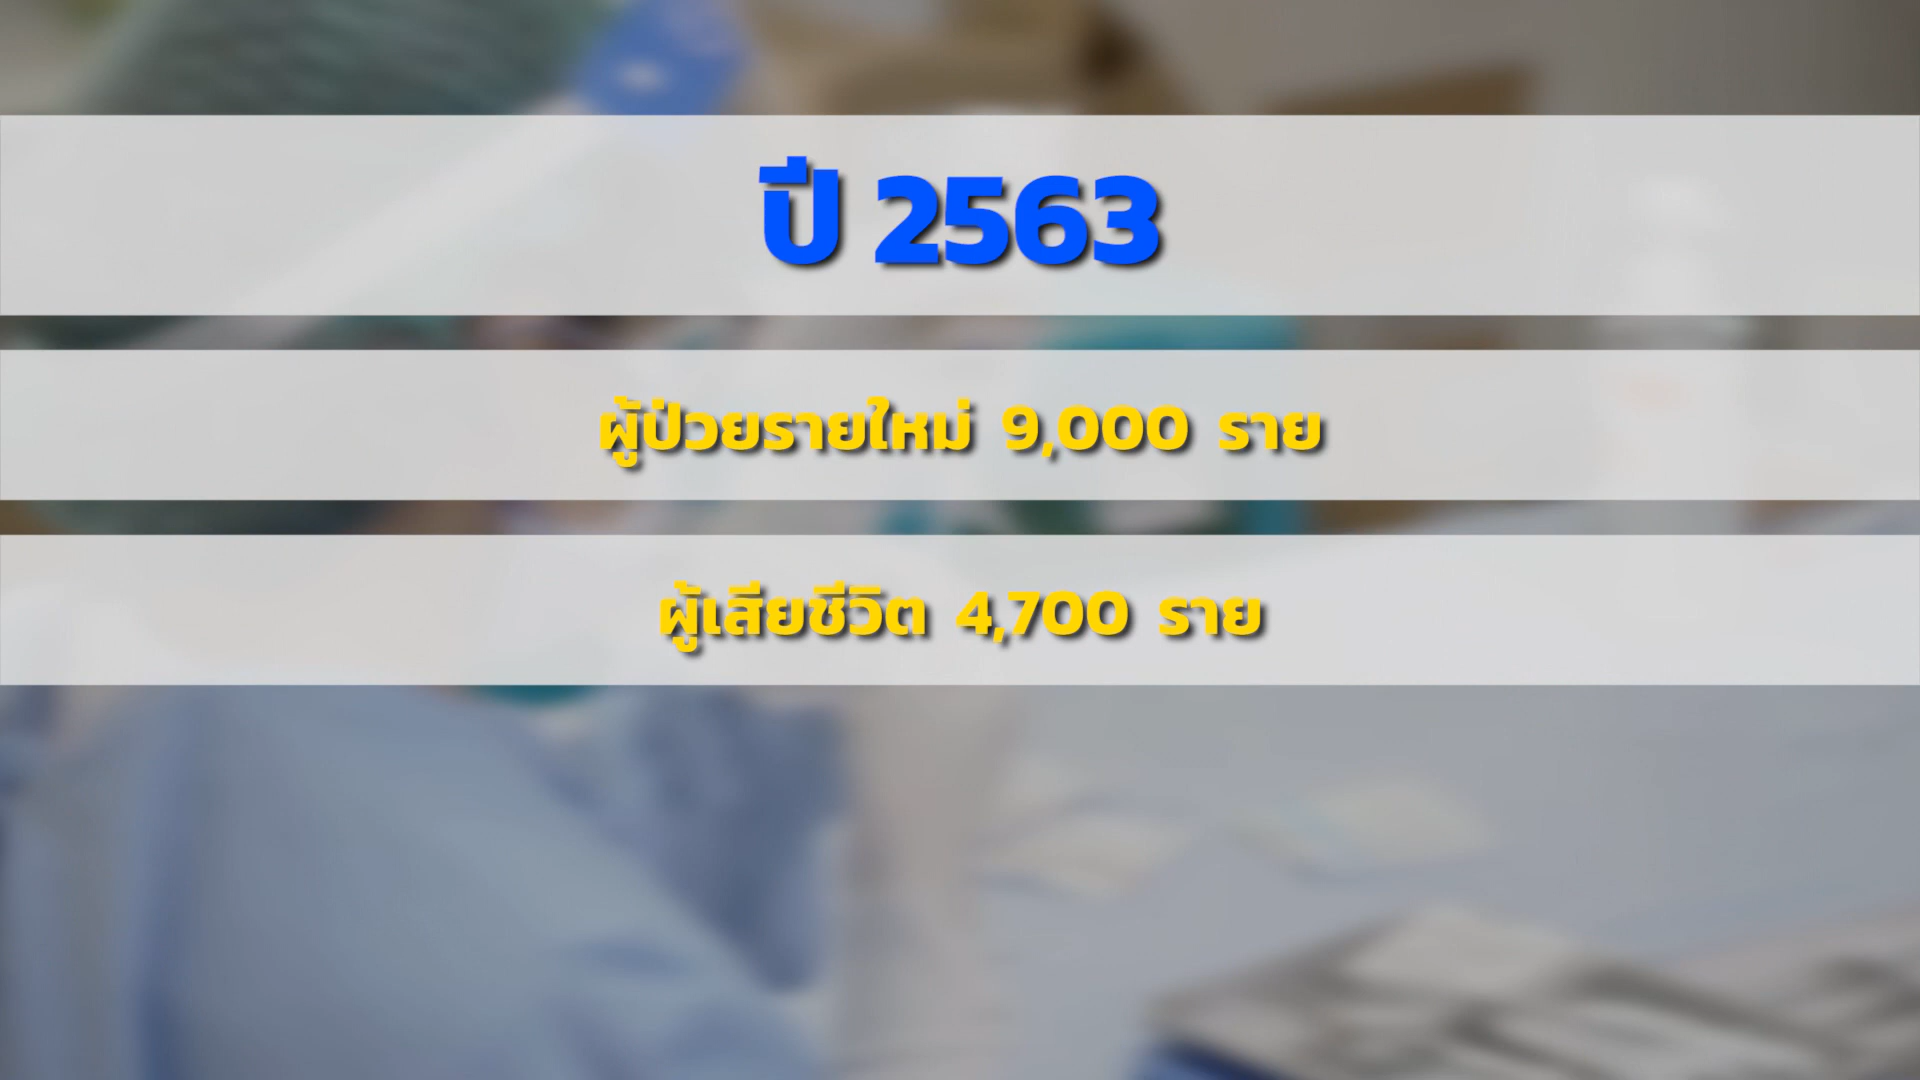 ปี 2563
ผู้ป่วยรายใหม่ 9,000 ราย
ผู้เสียชีวิต 4,700 ราย